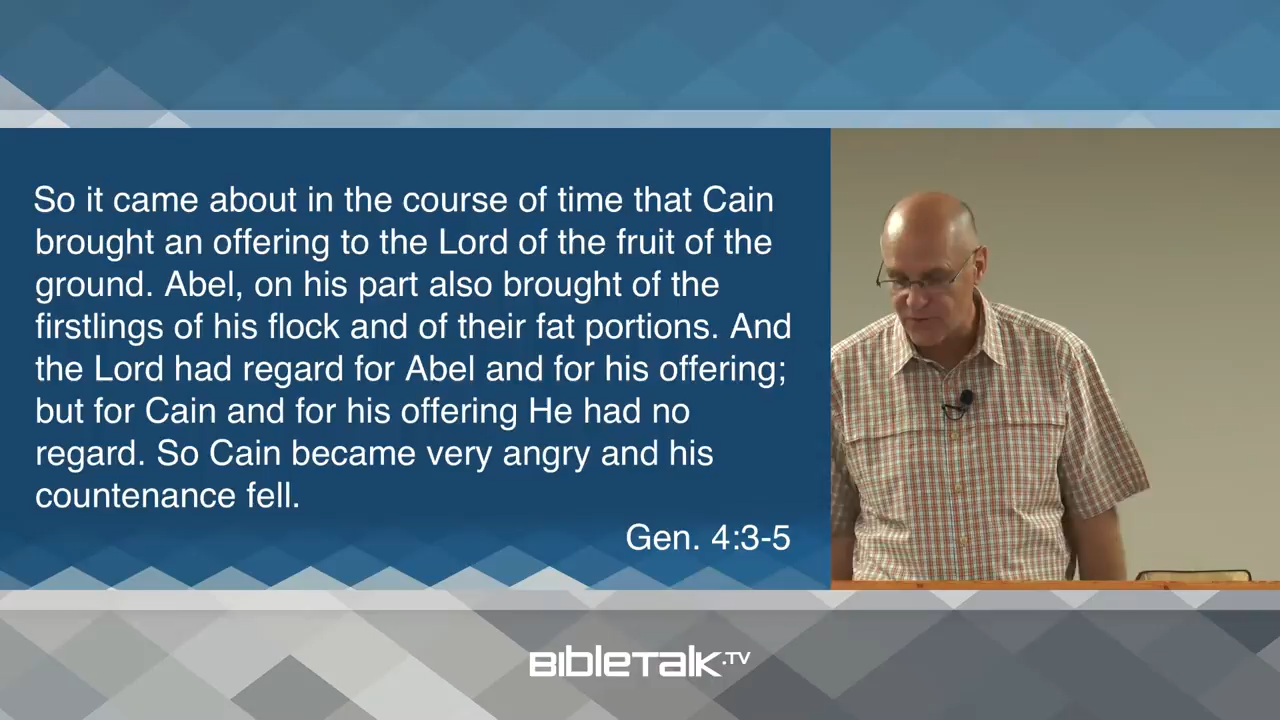 So it came about in the course of time that Cain
brought an offering to the Lord of the fruit of the
ground. Abel, on his part also brought of the
firstlings of his flock and of their fat portions. And
the Lord had regard for Abel and for his offering;
but for Cain and for his offering He had no
regard. So Cain became very angry and his
countenance fell.
Gen. 4:3-5
BIBLETALK.TV